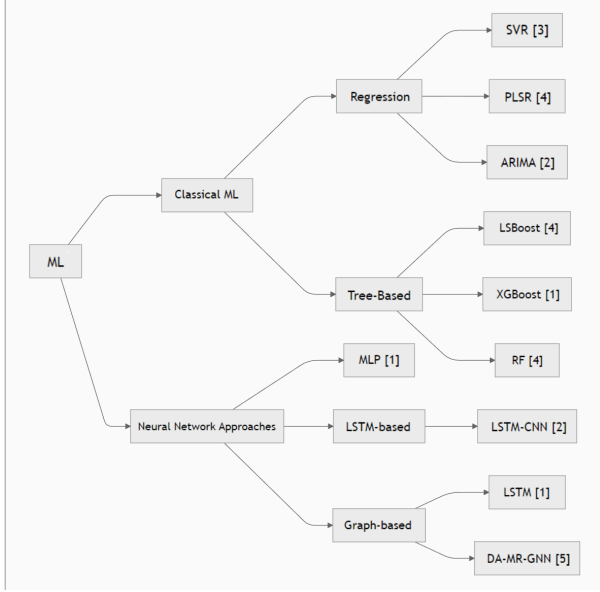 SVR [3]
Regression
PLSR [4]
ARIMA [2]
Classical ML
LSBoost [4]
Tree-Based
XGBoost [1]
RF [4]
ML
MLP [1]
Neural Network Approaches
LSTM-based
LSTM-CNN [2]
LSTM [1]
Graph-based
DA-MR-GNN [5]